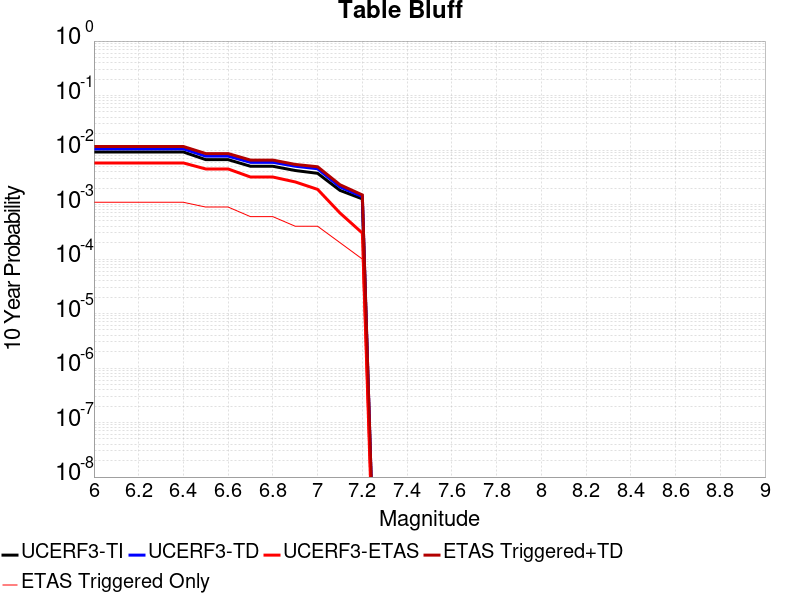 Table Bluff
10^0
10^-1
10^-2
10^-3
10^-4
10^-5
10^-6
10^-7
10^-8
10 Year Probability
6 6.2 6.4 6.6 6.8 7 7.2 7.4 7.6 7.8 8 8.2 8.4 8.6 8.8 9
Magnitude
UCERF3-TI UCERF3-TD UCERF3-ETAS ETAS Triggered+TD
ETAS Triggered Only